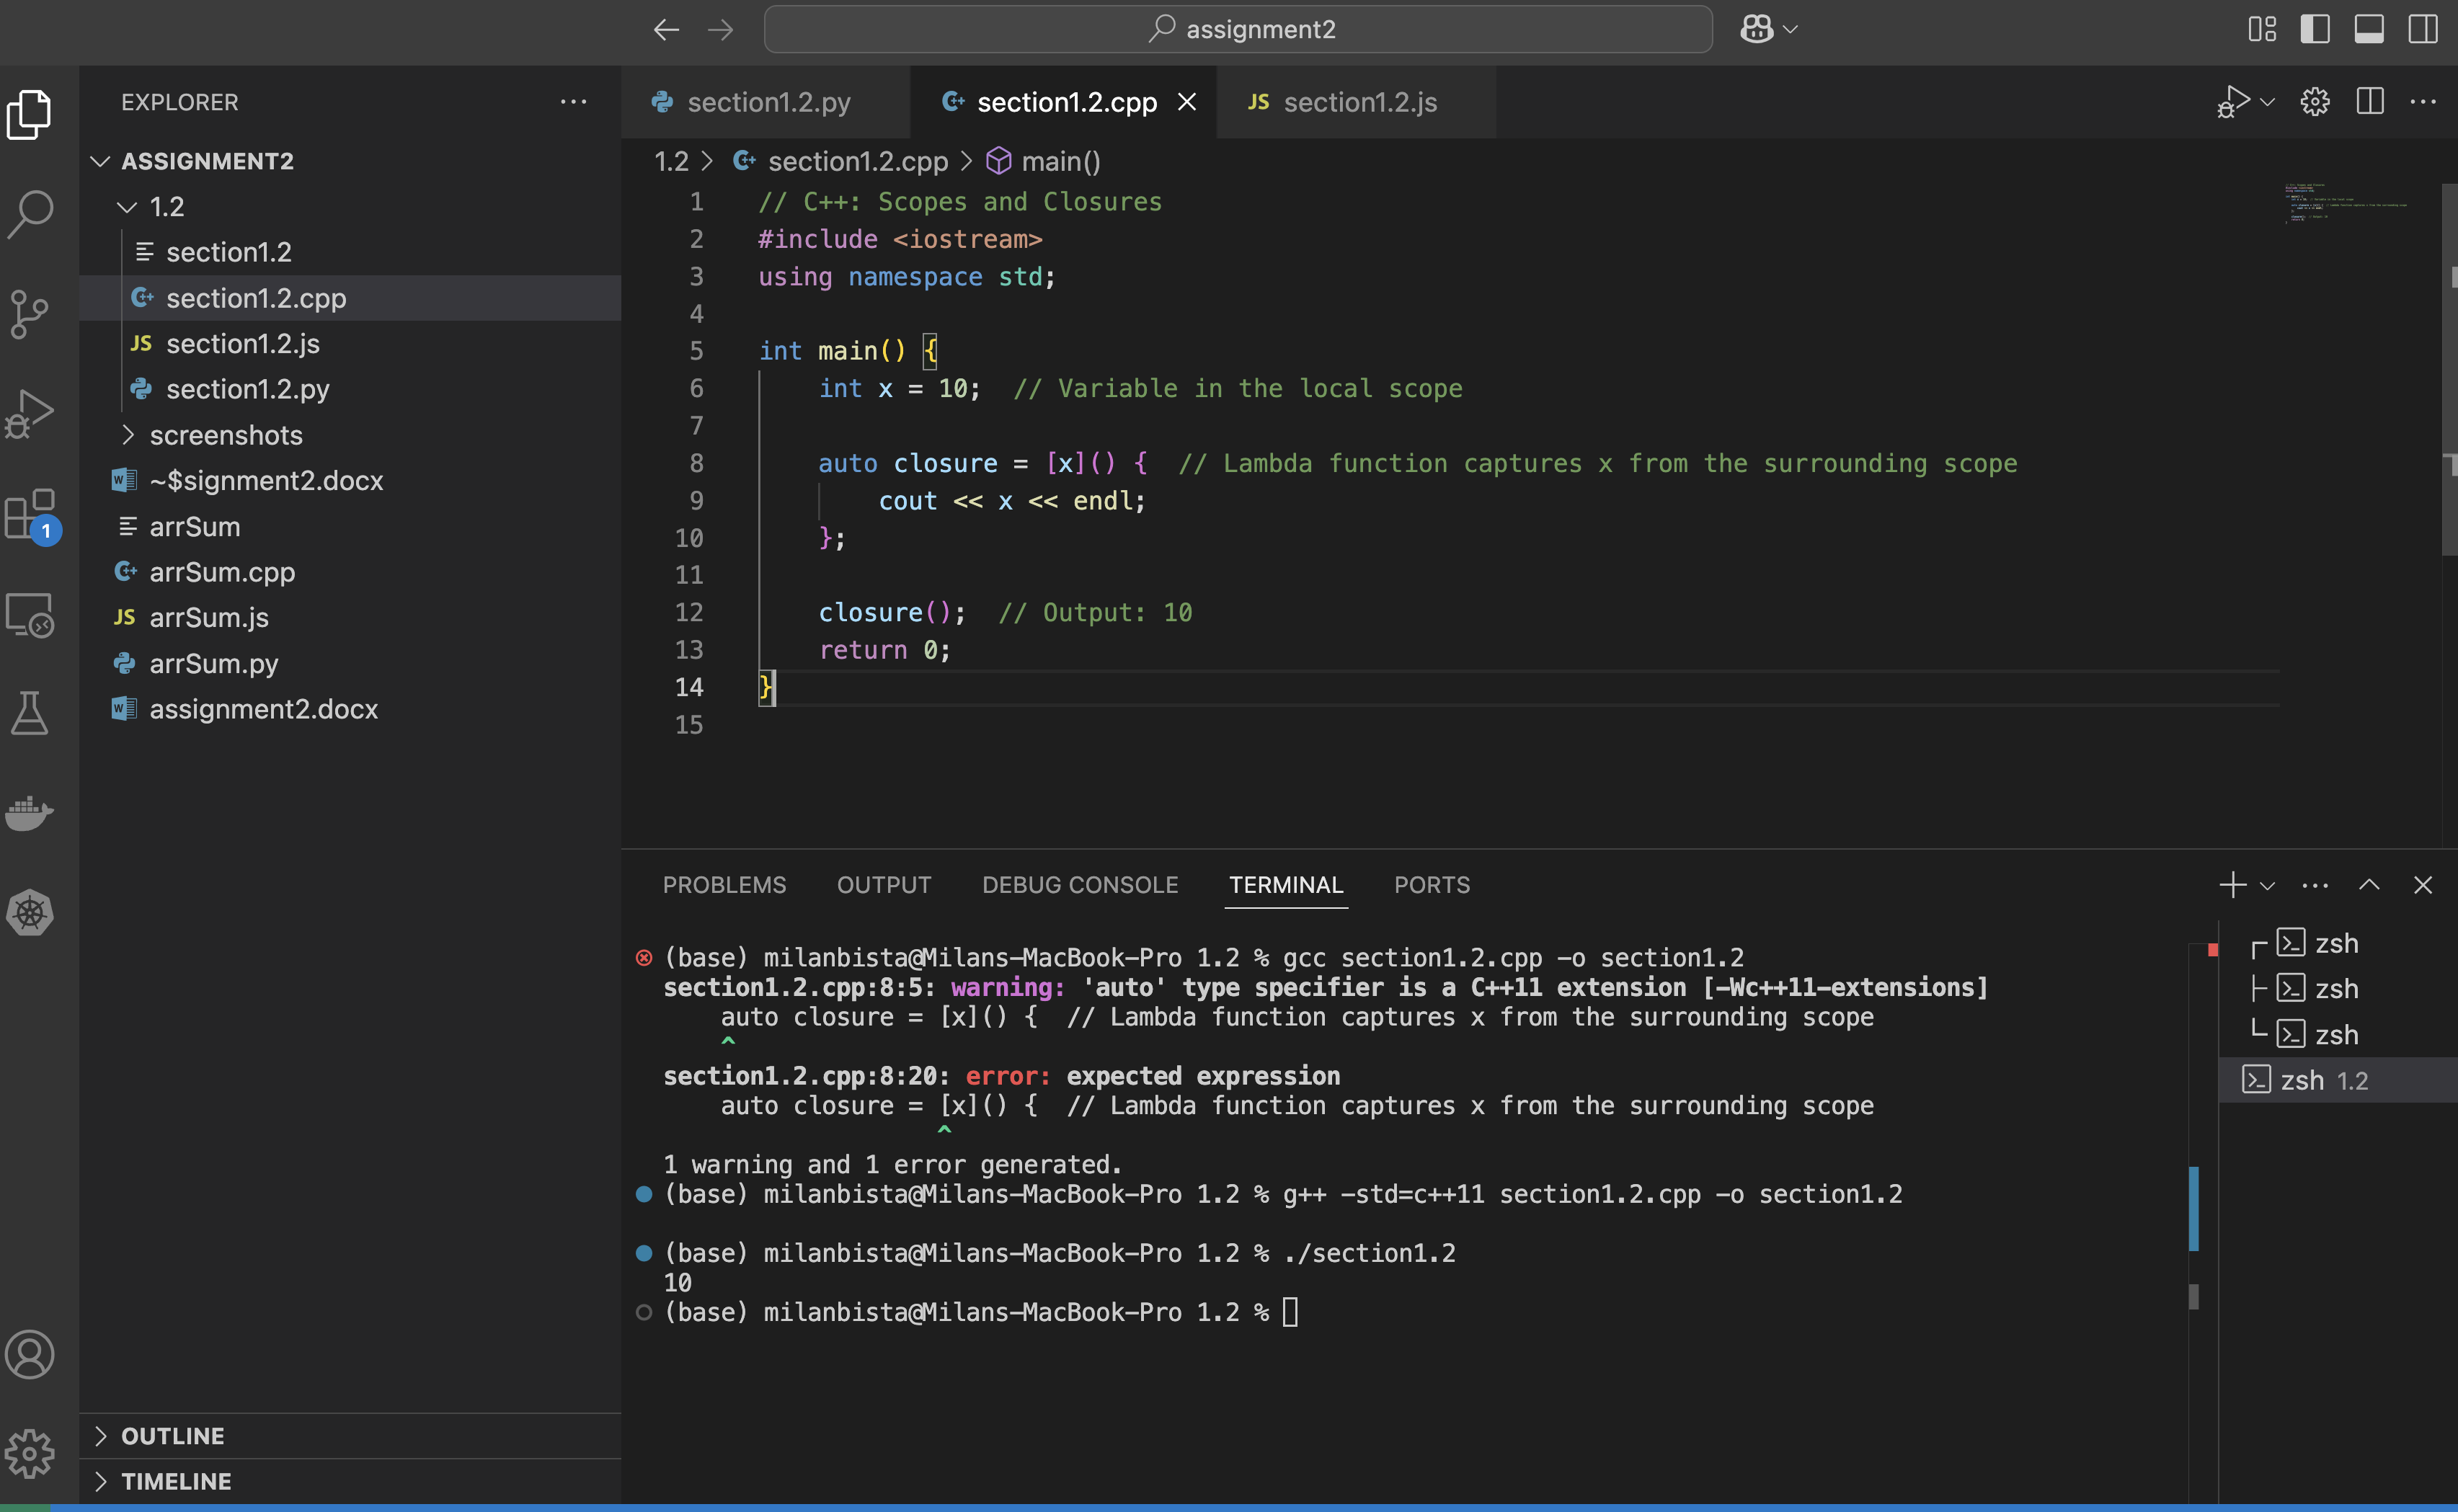 assignment2
EXPLORER
ASSIGNMENT2
1.2
section1.2
section1.2.cpp
section1.2.js
section1.2.py
screenshots
~$signment2.docx
arrSum
arrSum.cpp
arrSum.js
arrSum.py
assignment2.docx
1
OUTLINE
TIMELINE
section1.2.py
section1.2.cpp
JS section1.2.js
1.2 > section1.2.cpp > main()
1 // C++: Scopes and Closures
2 #include <iostream>
3 using namespace std;
4
5 int main() {
6     int x = 10;  // Variable in the local scope
7
8     auto closure = [x]() {  // Lambda function captures x from the surrounding scope
9         cout << x << endl;
10     };
11
12     closure();  // Output: 10
13     return 0;
14 }
15
PROBLEMS OUTPUT DEBUG CONSOLE TERMINAL PORTS
(base) milanbista@Milans-MacBook-Pro 1.2 % gcc section1.2.cpp -o section1.2
section1.2.cpp:8:5: warning: 'auto' type specifier is a C++11 extension [-Wc++11-extensions]
    auto closure = [x]() {  // Lambda function captures x from the surrounding scope
    ^
section1.2.cpp:8:20: error: expected expression
    auto closure = [x]() {  // Lambda function captures x from the surrounding scope
                   ^
1 warning and 1 error generated.
(base) milanbista@Milans-MacBook-Pro 1.2 % g++ -std=c++11 section1.2.cpp -o section1.2
(base) milanbista@Milans-MacBook-Pro 1.2 % ./section1.2
10
(base) milanbista@Milans-MacBook-Pro 1.2 %
zsh
zsh
zsh
zsh 1.2